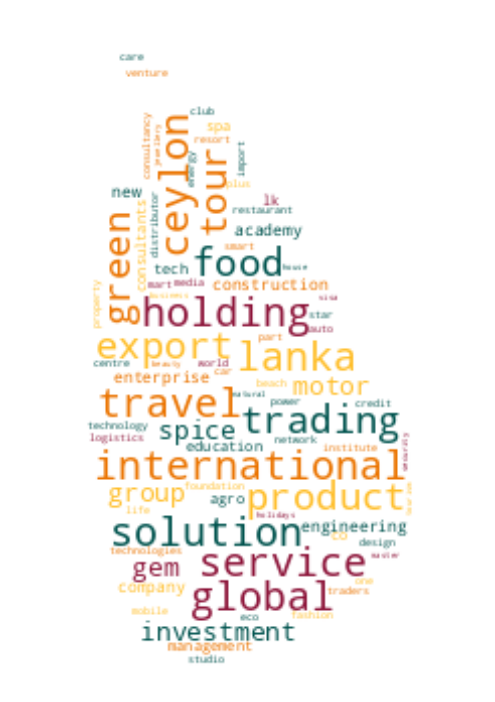 care
venture
club
consultancy
jewellery
ceylon
spa
resort
tour
energy
import
plus
new
distributor
consultants
lk
restaurant
green
academy
smart
tech
food
house
property
mart
media
construction
business
holding
sisa
star
auto
export
part
lanka
centre
beauty
world
car
enterprise
beach
motor
natural
travel
power
credit
trading
technology
spice
logistics
network
education
institute
security
international
foundation
group
agro
product
tourism
life
holidays
solution
engineering
co
design
technologies
service
master
gem
company
one
global
traders
mobile
eco
fashion
investment
management
studio